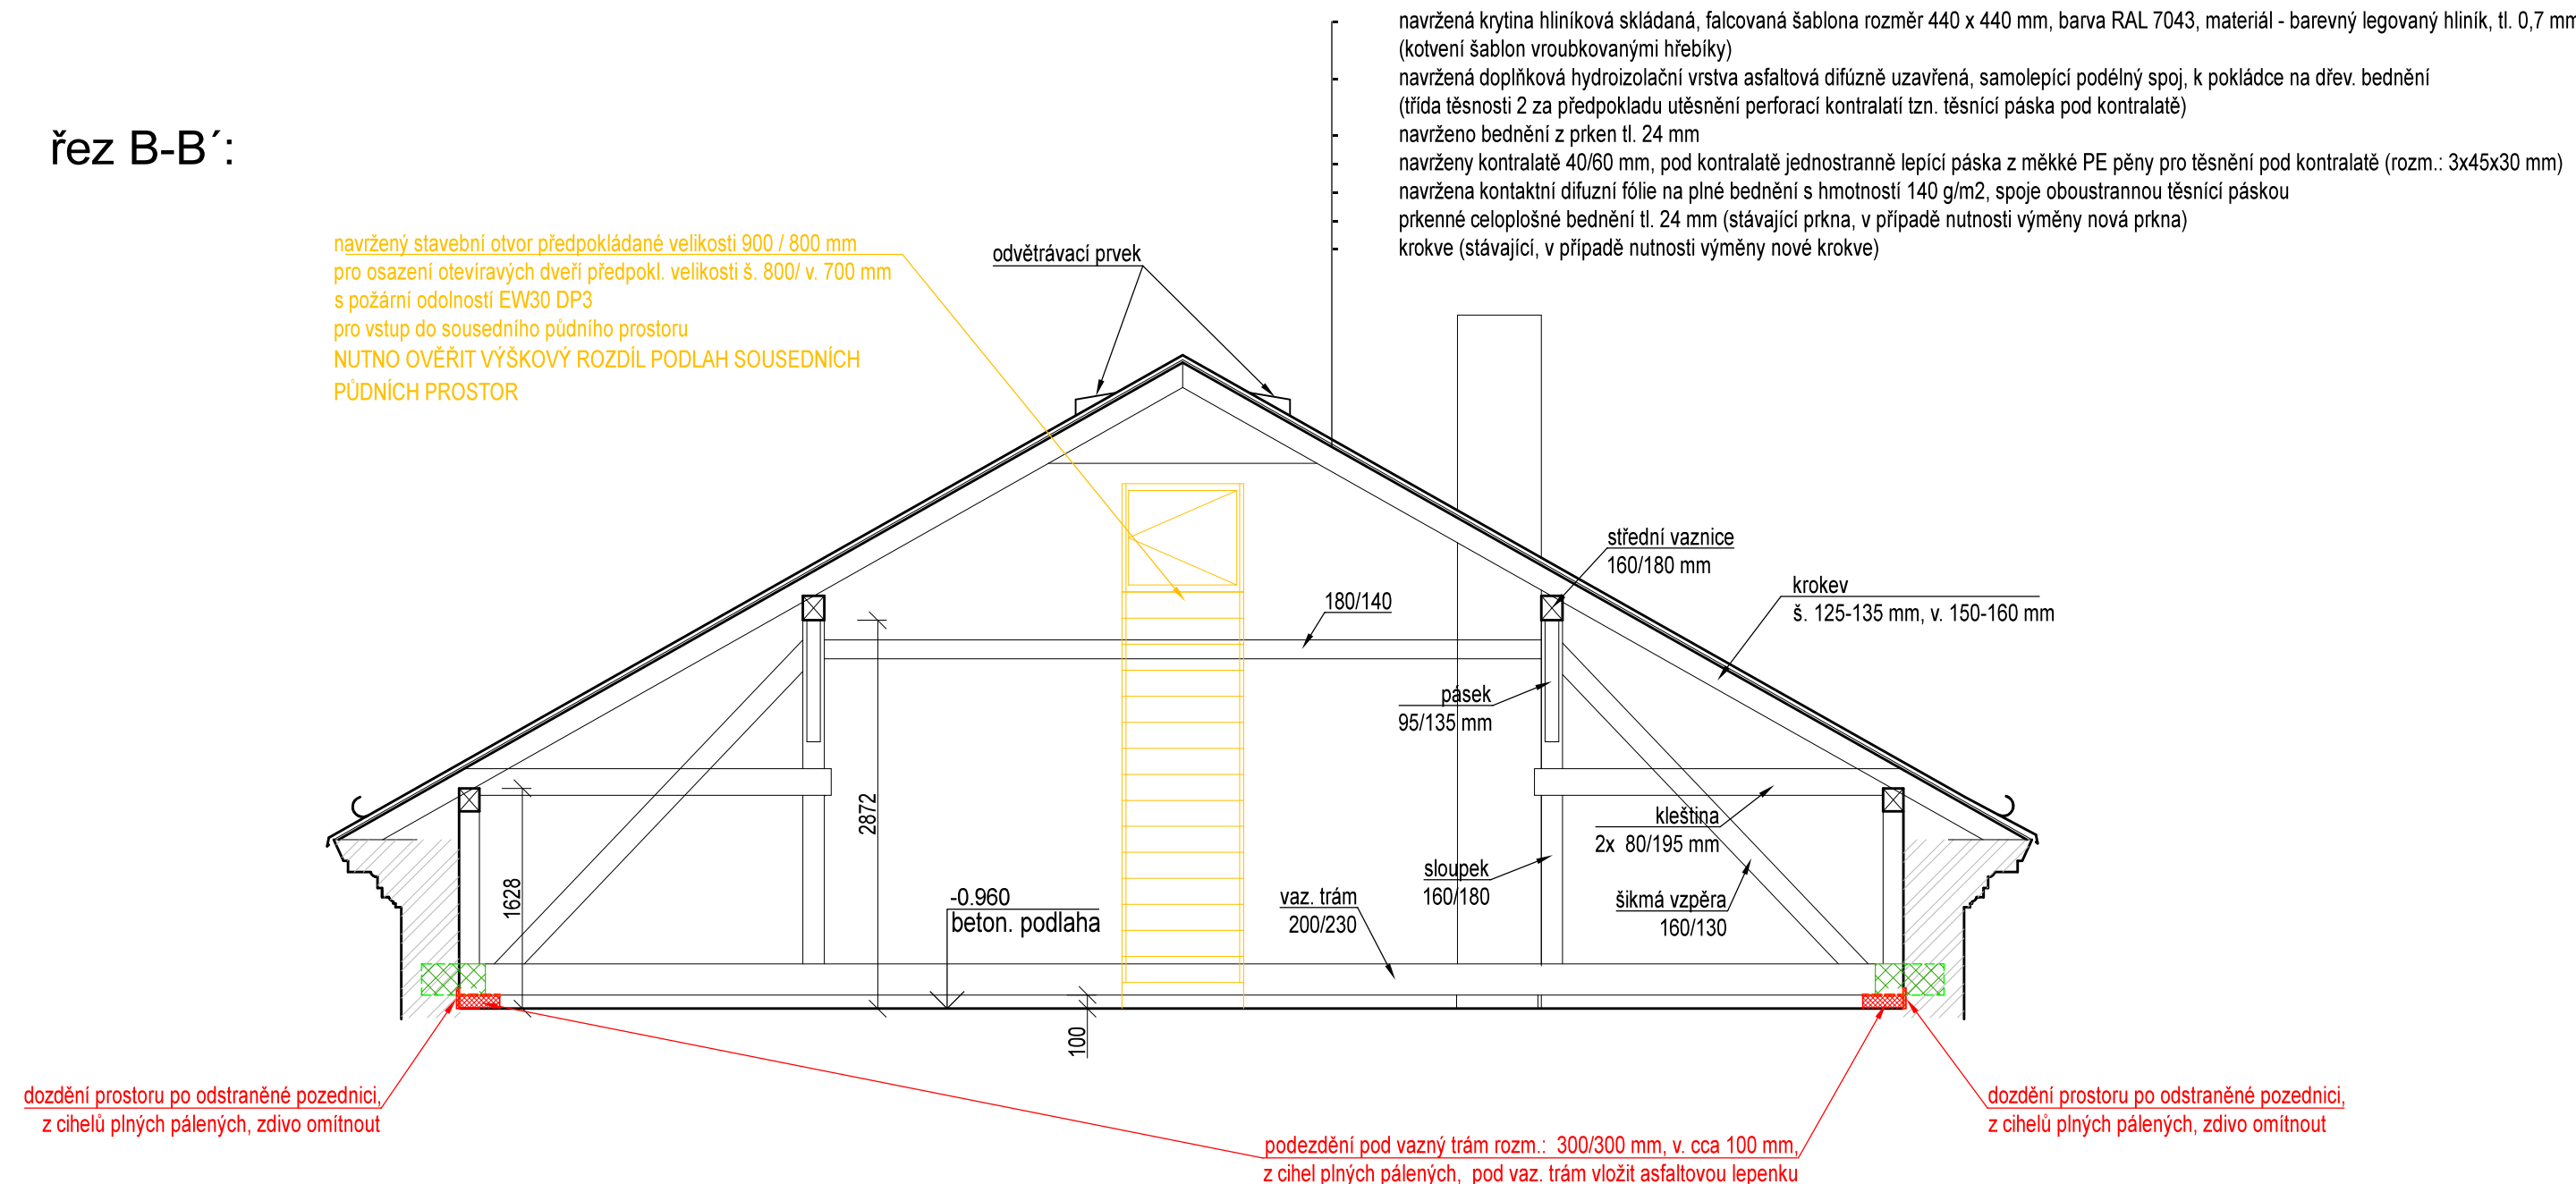 navržená krytina hliníková skládaná, falcovaná šablona rozměr 440 x 440 mm, barva RAL 7043, materiál - barevný legovaný hliník, tl. 0,7 mm
(kotvení šablon vroubkovanými hřebíky)
navržená doplňková hydroizolační vrstva asfaltová difúzně uzavřená, samolepící podélný spoj, k pokládce na dřev. bednění
(třída těsnosti 2 za předpokladu utěsnění perforací kontralatí tzn. těsnící páska pod kontralatě)
navrženo bednění z prken tl. 24 mm
navrženy kontralatě 40/60 mm, pod kontralatě jednostranně lepící páska z měkké PE pěny pro těsnění pod kontralatě (rozm.: 3x45x30 mm)
navržena kontaktní difuzní fólie na plné bednění s hmotností 140 g/m2, spoje oboustrannou těsnící páskou
prkenné celoplošné bednění tl. 24 mm (stávající prkna, v případě nutnosti výměny nová prkna)
krokve (stávající, v případě nutnosti výměny nové krokve)
řez B-B´:
navržený stavební otvor předpokládané velikosti 900 / 800 mm
pro osazení otevíravých dveří předpokl. velikosti š. 800/ v. 700 mm
s požární odolností EW30 DP3
pro vstup do sousedního půdního prostoru
NUTNO OVĚŘIT VÝŠKOVÝ ROZDÍL PODLAH SOUSEDNÍCH
PŮDNÍCH PROSTOR
odvětrávací prvek
střední vaznice
160/180 mm
krokev
š. 125-135 mm, v. 150-160 mm
180/140
pásek
95/135 mm
2872
kleština
2x 80/195 mm
sloupek
160/180
1628
-0.960
beton. podlaha
vaz. trám
200/230
šikmá vzpěra
160/130
100
dozdění prostoru po odstraněné pozednici,
z cihelů plných pálených, zdivo omítnout
podezdění pod vazný trám rozm.: 300/300 mm, v. cca 100 mm,
z cihel plných pálených, pod vaz. trám vložit asfaltovou lepenku
dozdění prostoru po odstraněné pozednici,
z cihelů plných pálených, zdivo omítnout